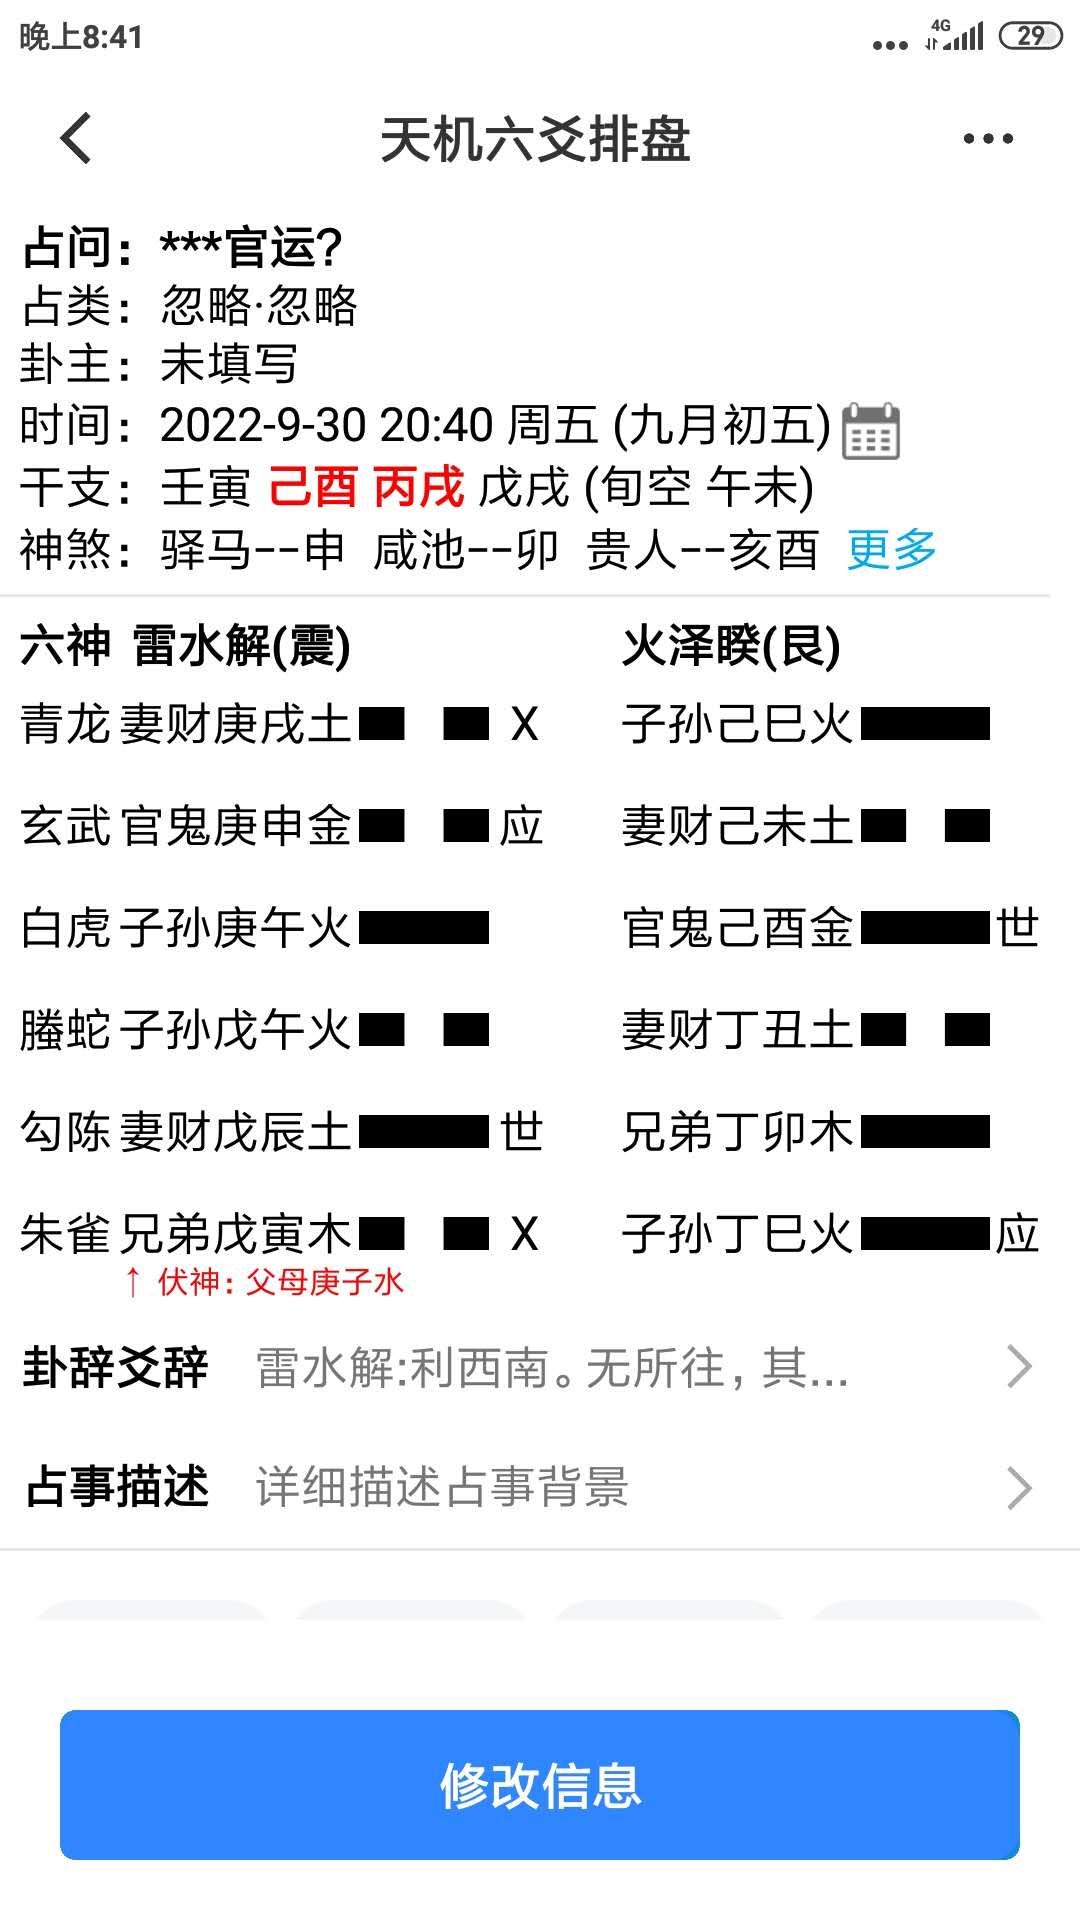 晚上8:41
4G
29
天机六爻排盘
占问：***官运?
占类：忽略·忽略
卦主：未填写
时间：2022-9-30 20:40 周五 (九月初五)
干支：壬寅 己酉 丙戌 戊戌 (旬空 午未)
神煞：驿马--申 咸池--卯 贵人--亥酉 更多
六神 雷水解(震) 火泽睽(艮)
青龙 妻财庚戌土 X 子孙己巳火
玄武 官鬼庚申金 应 妻财己未土
白虎 子孙庚午火 官鬼己酉金 世
螣蛇 子孙戊午火 妻财丁丑土
勾陈 妻财戊辰土 世 兄弟丁卯木
朱雀 兄弟戊寅木 X 子孙丁巳火 应
↑ 伏神：父母庚子水
卦辞爻辞 雷水解:利西南。无所往，其...
占事描述 详细描述占事背景
修改信息